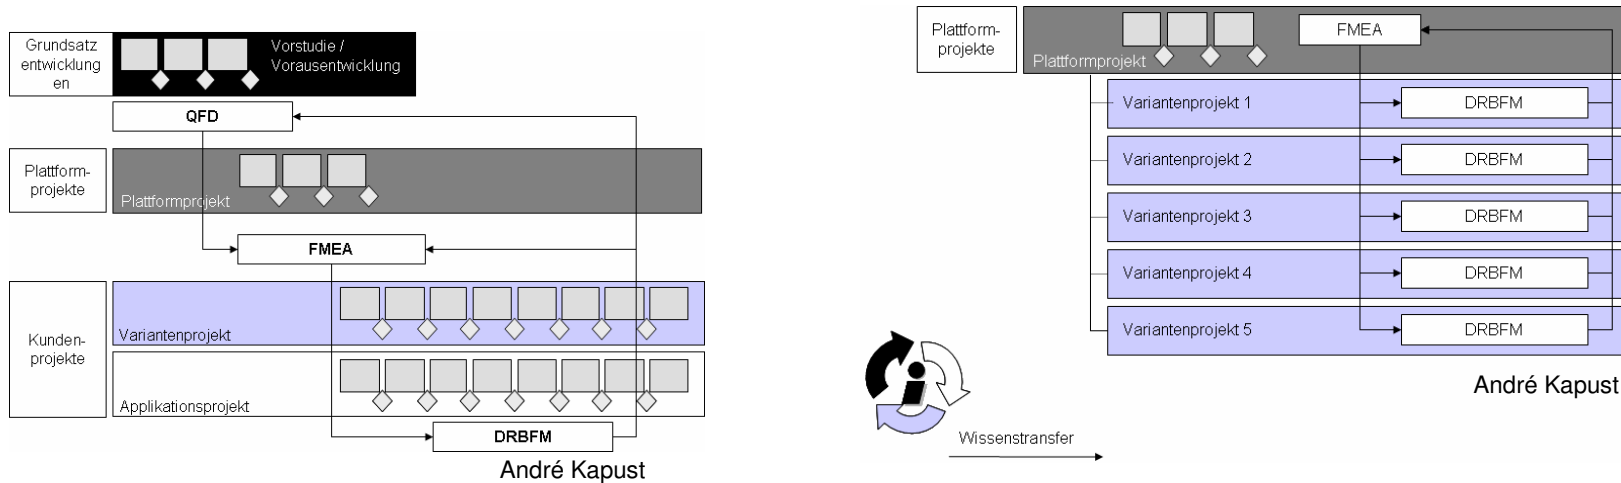 Grundsatz
entwicklung
en
Vorstudie /
Vorausentwicklung
QFD
Plattform-
projekte
Plattformprojekt
FMEA
Kunden-
projekte
Variantenprojekt
Applikationsprojekt
DRBFM
André Kapust
Plattform-
projekte
Plattformprojekt
FMEA
Variantenprojekt 1
DRBFM
Variantenprojekt 2
DRBFM
Variantenprojekt 3
DRBFM
Variantenprojekt 4
DRBFM
Variantenprojekt 5
DRBFM
André Kapust
Wissenstransfer